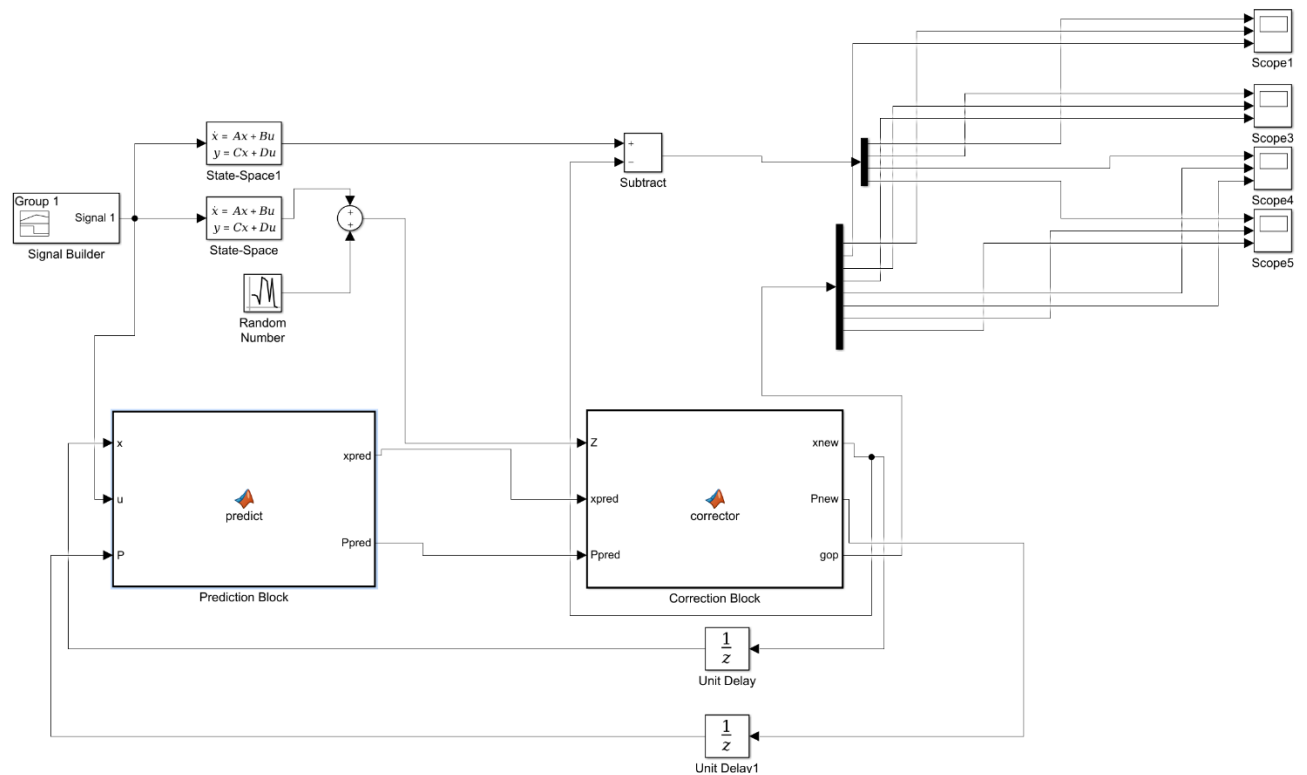 Scope1
Scope3
ẋ = Ax + Bu
y = Cx + Du
State-Space1
+
−
Subtract
Scope4
Group 1
Signal 1
Signal Builder
ẋ = Ax + Bu
y = Cx + Du
State-Space
+
+
Scope5
Random
Number
x
u
P
xpred
Ppred
predict
Prediction Block
Z
xpred
Ppred
xnew
Pnew
gop
corrector
Correction Block
1
z
Unit Delay
1
z
Unit Delay1